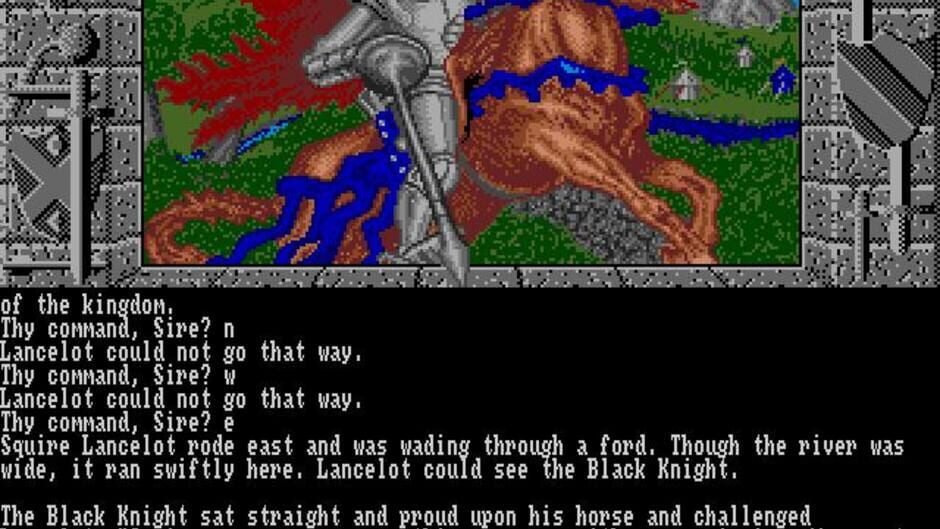 of the kingdom.
Thy command, Sire? n
Lancelot could not go that way.
Thy command, Sire? w
Lancelot could not go that way.
Thy command, Sire? e
Squire Lancelot rode east and was wading through a ford. Though the river was
wide, it ran swiftly here. Lancelot could see the Black Knight.
The Black Knight sat straight and proud upon his horse and challenged